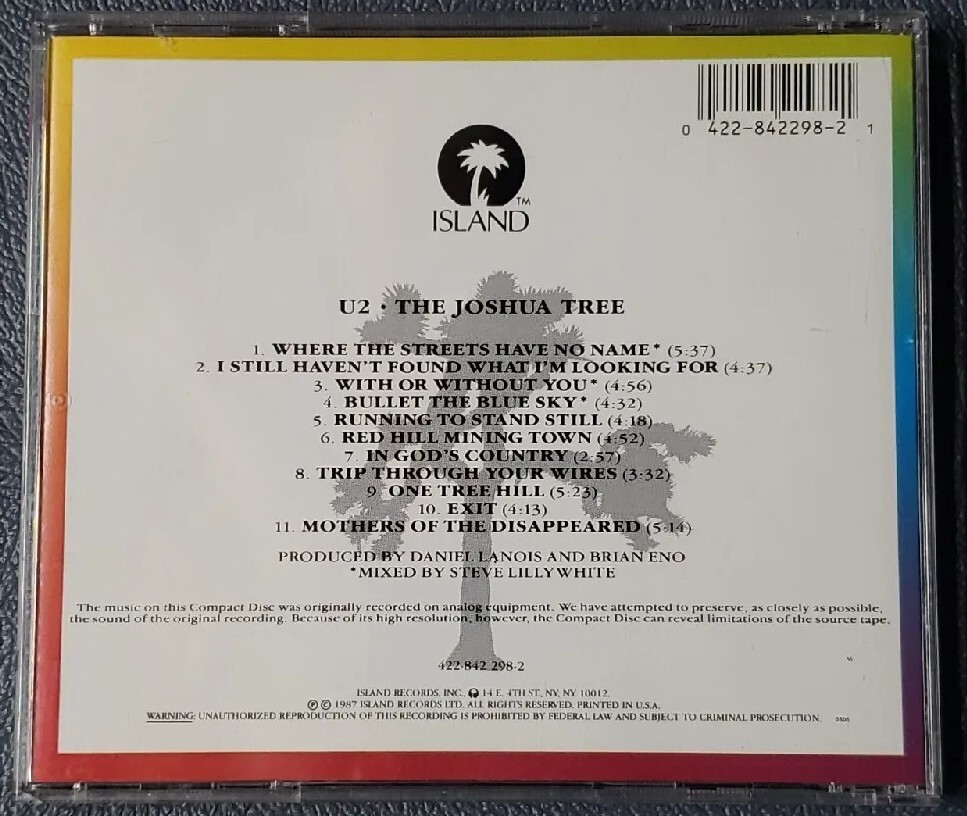 0 422-842298-2 1
TM
ISLAND
U2 • THE JOSHUA TREE
1. WHERE THE STREETS HAVE NO NAME* (5:37)
2. I STILL HAVEN'T FOUND WHAT I'M LOOKING FOR (4:37)
3. WITH OR WITHOUT YOU* (4:56)
4. BULLET THE BLUE SKY* (4:32)
5. RUNNING TO STAND STILL (4:18)
6. RED HILL MINING TOWN (4:52)
7. IN GOD'S COUNTRY (2:57)
8. TRIP THROUGH YOUR WIRES (3:32)
9. ONE TREE HILL (5:23)
10. EXIT (4:13)
11. MOTHERS OF THE DISAPPEARED (5:14)
PRODUCED BY DANIEL LANOIS AND BRIAN ENO
*MIXED BY STEVE LILLYWHITE
The music on this Compact Disc was originally recorded on analog equipment. We have attempted to preserve, as closely as possible,
the sound of the original recording. Because of its high resolution, however, the Compact Disc can reveal limitations of the source tape.
422-842 298-2
ISLAND RECORDS, INC. 14 E. 4TH ST., NY, NY 10012.
℗ © 1987 ISLAND RECORDS LTD. ALL RIGHTS RESERVED. PRINTED IN U.S.A.
WARNING: UNAUTHORIZED REPRODUCTION OF THIS RECORDING IS PROHIBITED BY FEDERAL LAW AND SUBJECT TO CRIMINAL PROSECUTION.